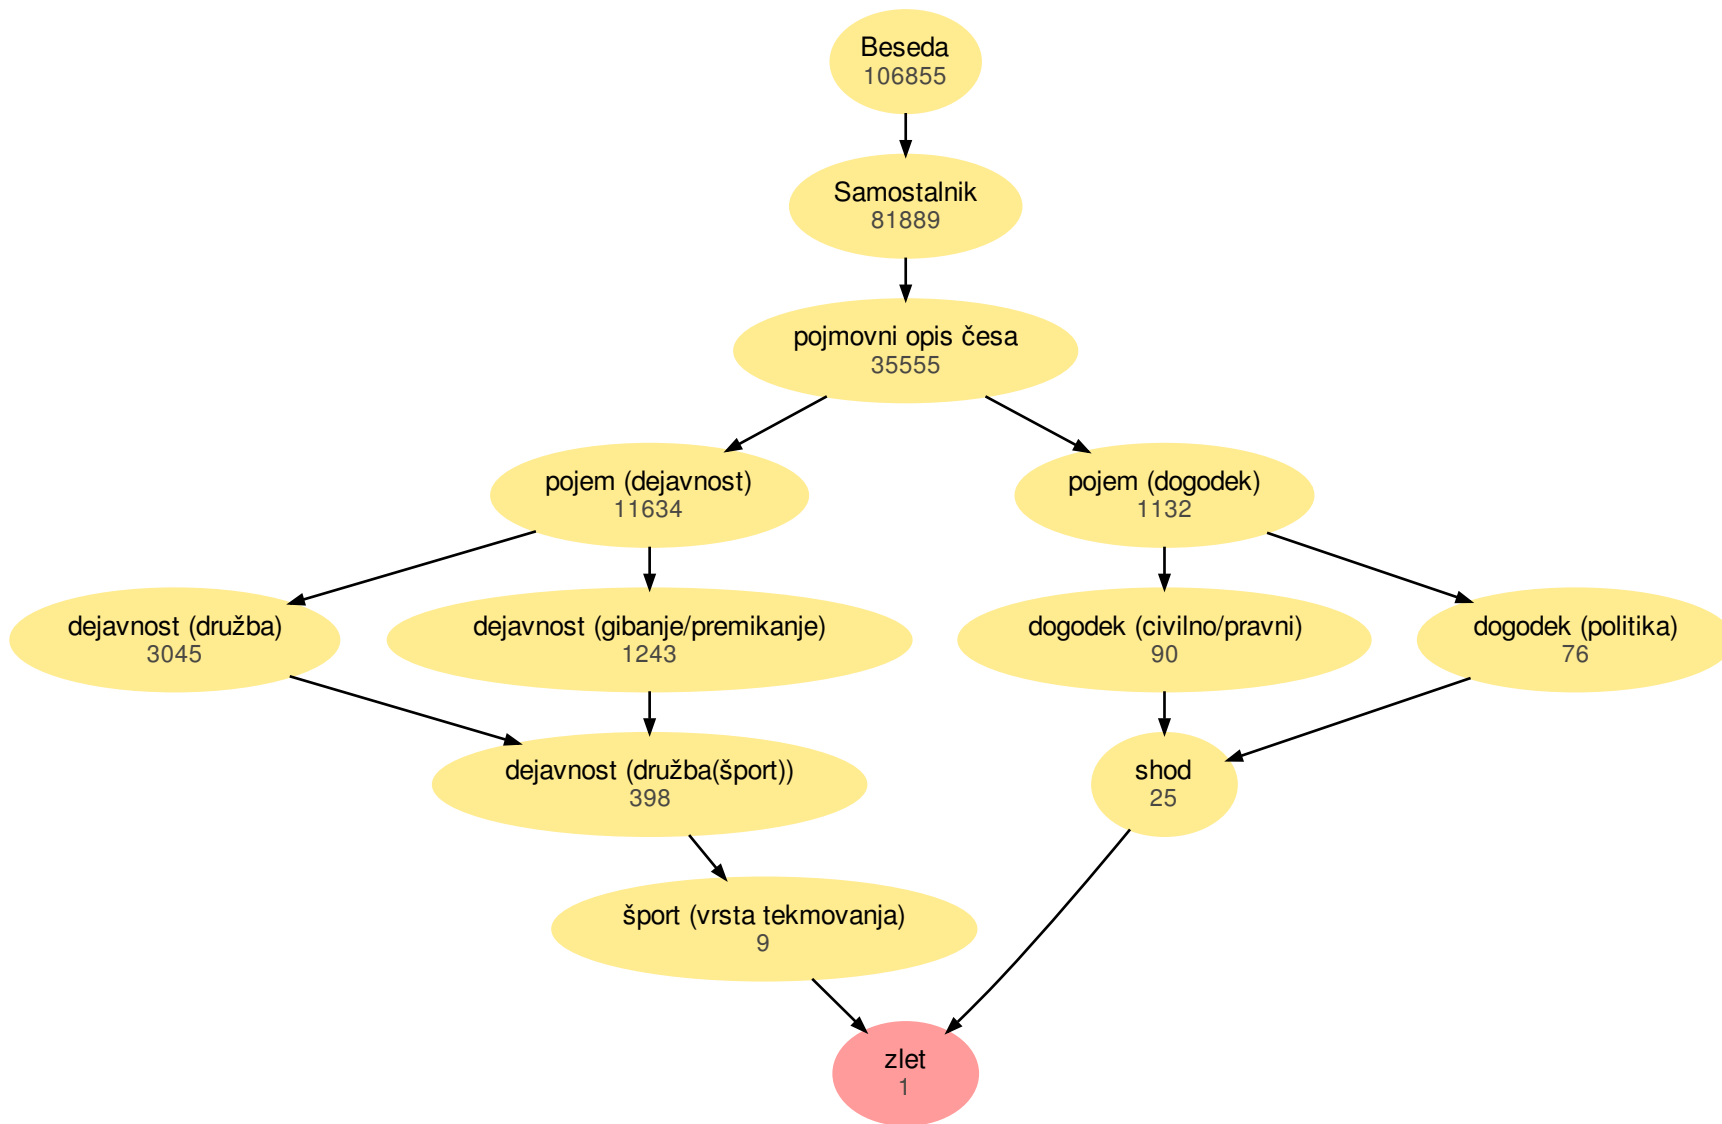 Beseda
106855
Samostalnik
81889
pojmovni opis česa
35555
pojem (dejavnost)
11634
pojem (dogodek)
1132
dejavnost (družba)
3045
dejavnost (gibanje/premikanje)
1243
dogodek (civilno/pravni)
90
dogodek (politika)
76
dejavnost (družba(šport))
398
shod
25
šport (vrsta tekmovanja)
9
zlet
1